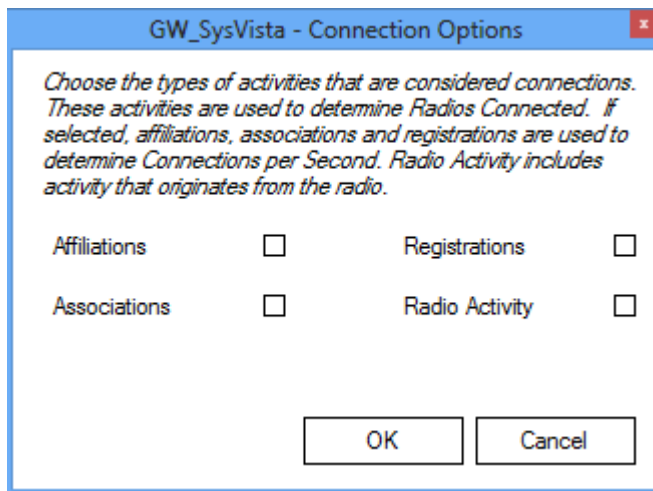 GW_SysVista - Connection Options
x
Choose the types of activities that are considered connections.
These activities are used to determine Radios Connected.  If
selected, affiliations, associations and registrations are used to
determine Connections per Second. Radio Activity includes
activity that originates from the radio.
Affiliations Registrations
Associations Radio Activity
OK Cancel